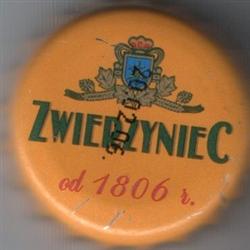 ZWIERZYNIEC
od 1806 r.